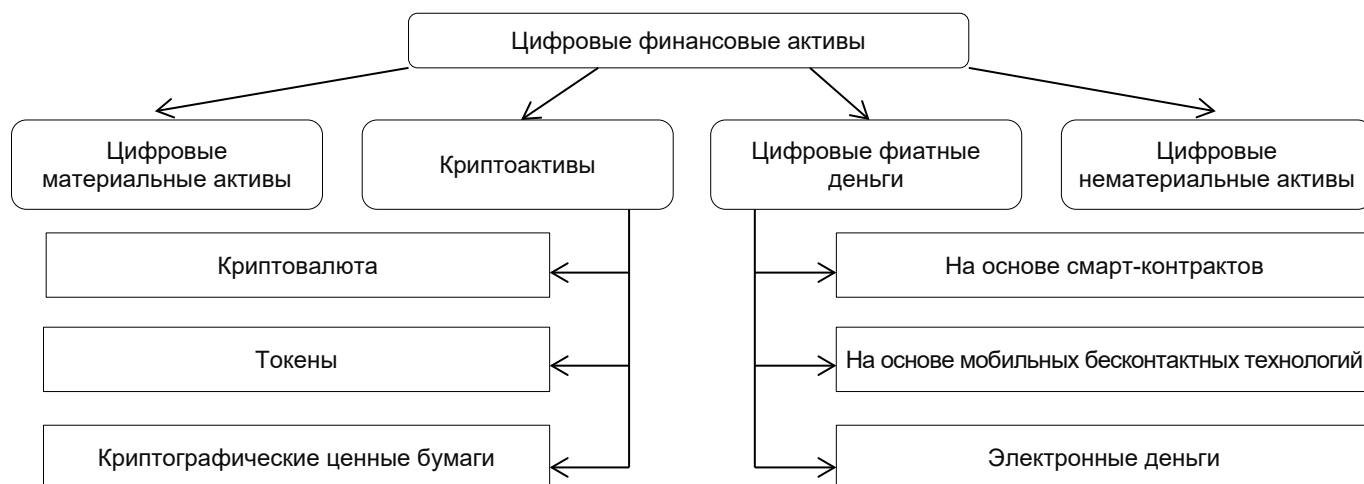 Цифровые финансовые активы
Цифровые
материальные активы
Криптоактивы
Цифровые фиатные
деньги
Цифровые
нематериальные активы
Криптовалюта
На основе смарт-контрактов
Токены
На основе мобильных бесконтактных технологий
Криптографические ценные бумаги
Электронные деньги